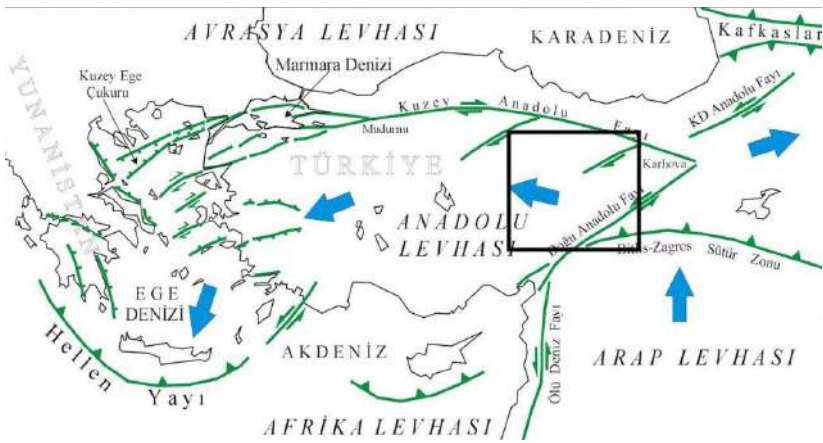 AVRASYA LEVHASI
KARADENİZ
Kafkaslar
Marmara Denizi
Kuzey Ege
Çukuru
YUNANİSTAN
Kuzey Anadolu Fayı
KD Anadolu Fayı
Mudurnu
TÜRKİYE
Karlıova
ANADOLU
LEVHASI
Doğu Anadolu Fayı
Bitlis-Zagros Sütür Zonu
EGE
DENİZİ
Hellen Yayı
AKDENİZ
Ölü Deniz Fayı
ARAP LEVHASI
AFRİKA LEVHASI